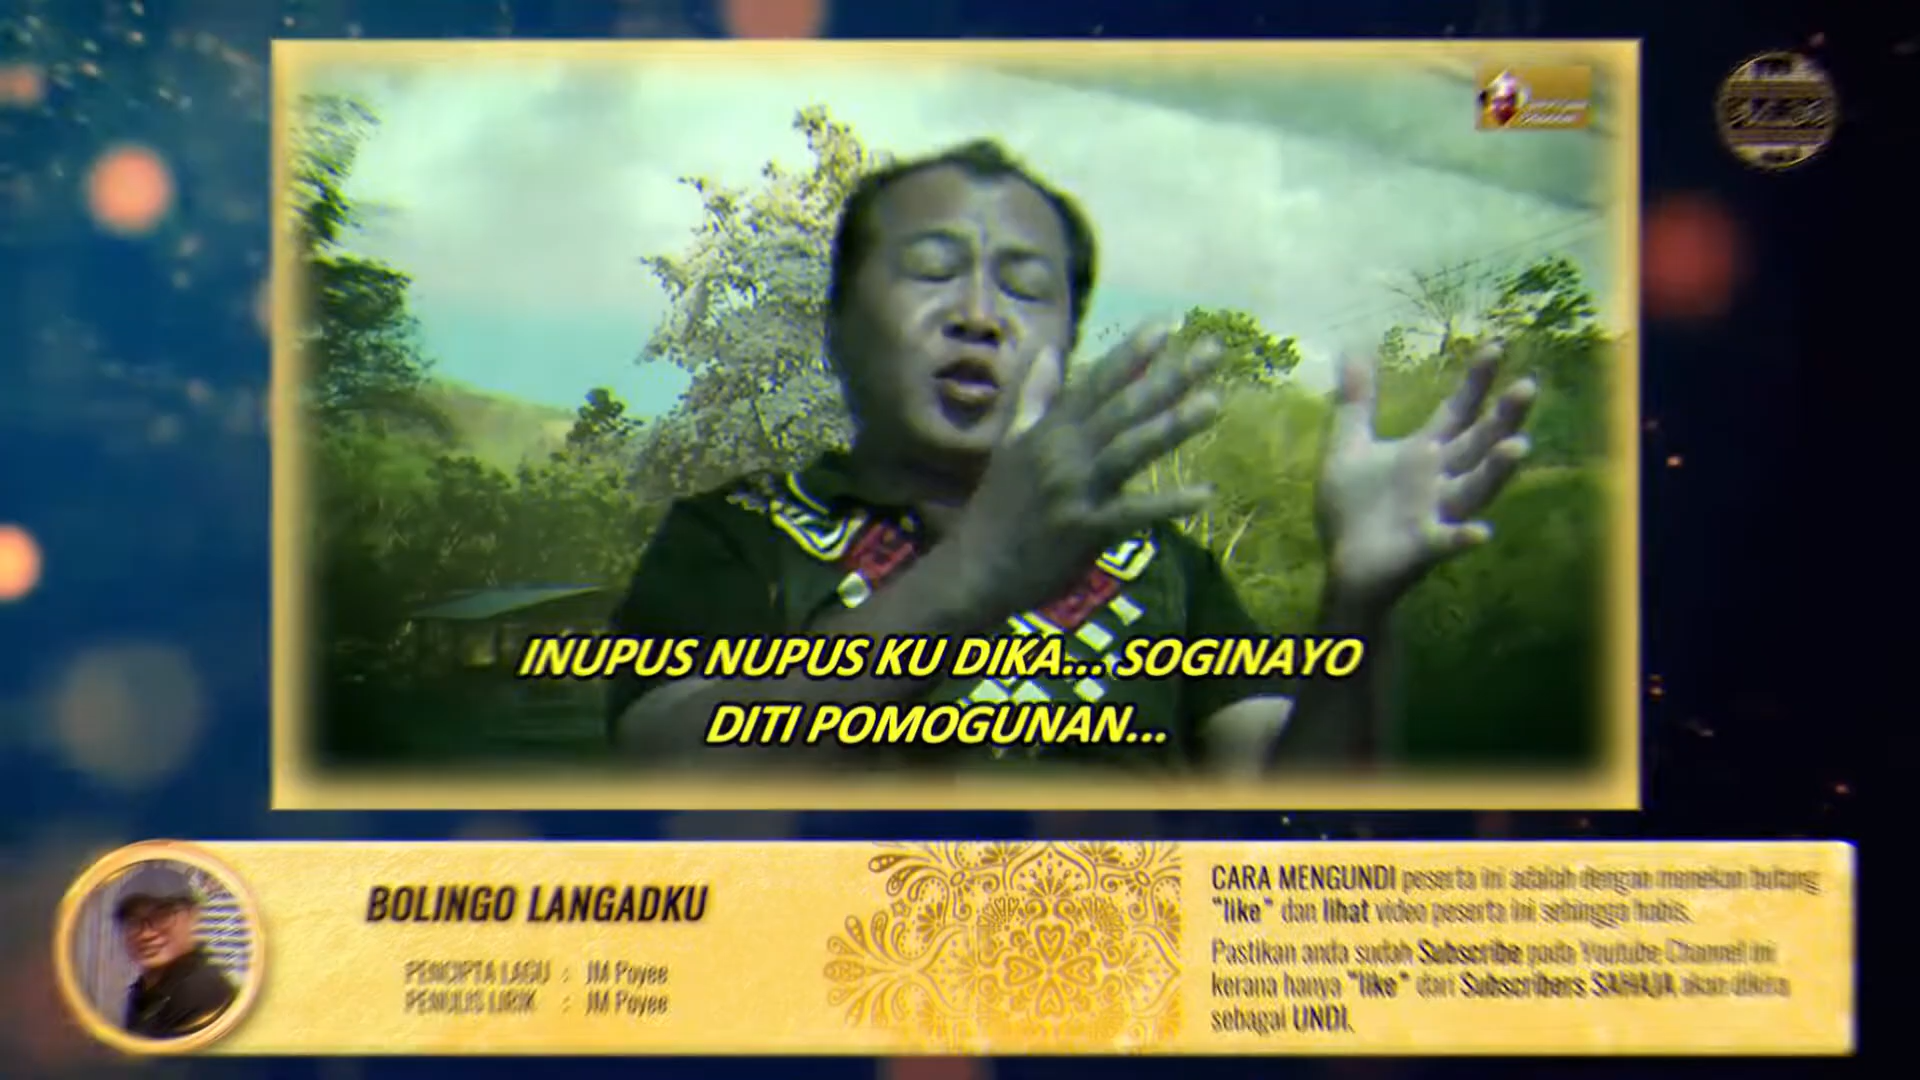 INUPUS NUPUS KU DIKA... SOGINAYO
DITI POMOGUNAN...
BOLINGO LANGADKU
PENCIPTA LAGU : JM Poyee
PENULIS LIRIK : JM Poyee
CARA MENGUNDI peserta ini adalah dengan menekan butang
"like" dan lihat video peserta ini sehingga habis.
Pastikan anda sudah Subscribe pada Youtube Channel ini
kerana hanya "like" dari Subscribers SAHAJA akan dikira
sebagai UNDI.